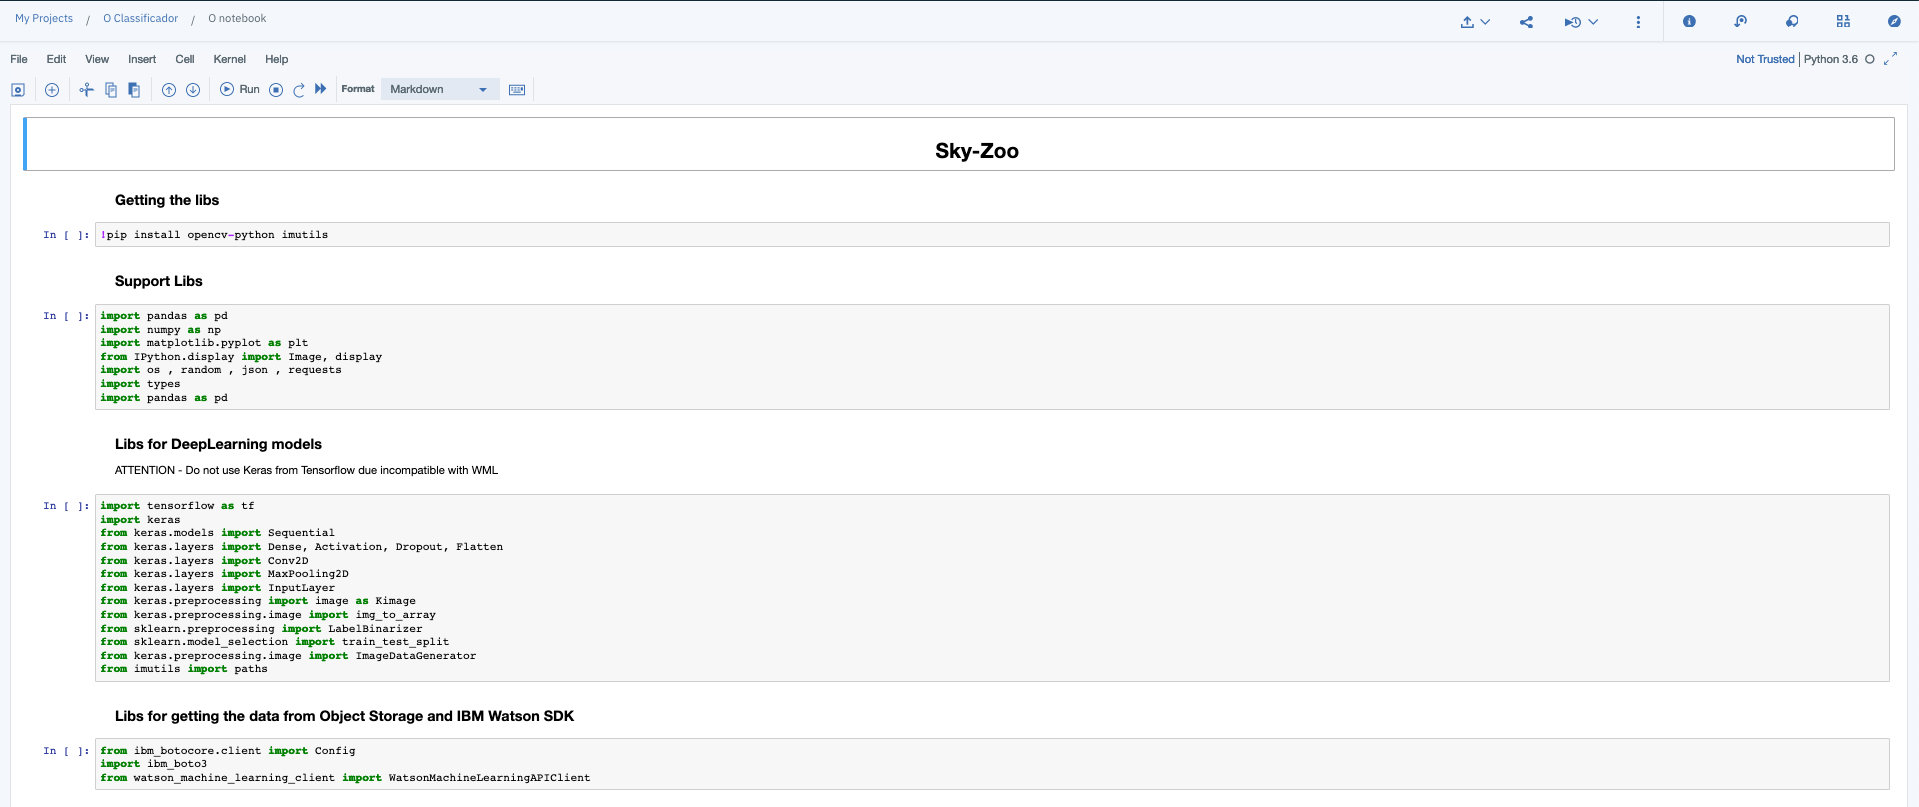 My Projects / O Classificador / O notebook
File Edit View Insert Cell Kernel Help
Not Trusted | Python 3.6
Run Format Markdown
Sky-Zoo
Getting the libs
In [ ]: !pip install opencv-python imutils
Support Libs
In [ ]: import pandas as pd
import numpy as np
import matplotlib.pyplot as plt
from IPython.display import Image, display
import os , random , json , requests
import types
import pandas as pd
Libs for DeepLearning models
ATTENTION - Do not use Keras from Tensorflow due incompatible with WML
In [ ]: import tensorflow as tf
import keras
from keras.models import Sequential
from keras.layers import Dense, Activation, Dropout, Flatten
from keras.layers import Conv2D
from keras.layers import MaxPooling2D
from keras.layers import InputLayer
from keras.preprocessing import image as Kimage
from keras.preprocessing.image import img_to_array
from sklearn.preprocessing import LabelBinarizer
from sklearn.model_selection import train_test_split
from keras.preprocessing.image import ImageDataGenerator
from imutils import paths
Libs for getting the data from Object Storage and IBM Watson SDK
In [ ]: from ibm_botocore.client import Config
import ibm_boto3
from watson_machine_learning_client import WatsonMachineLearningAPIClient